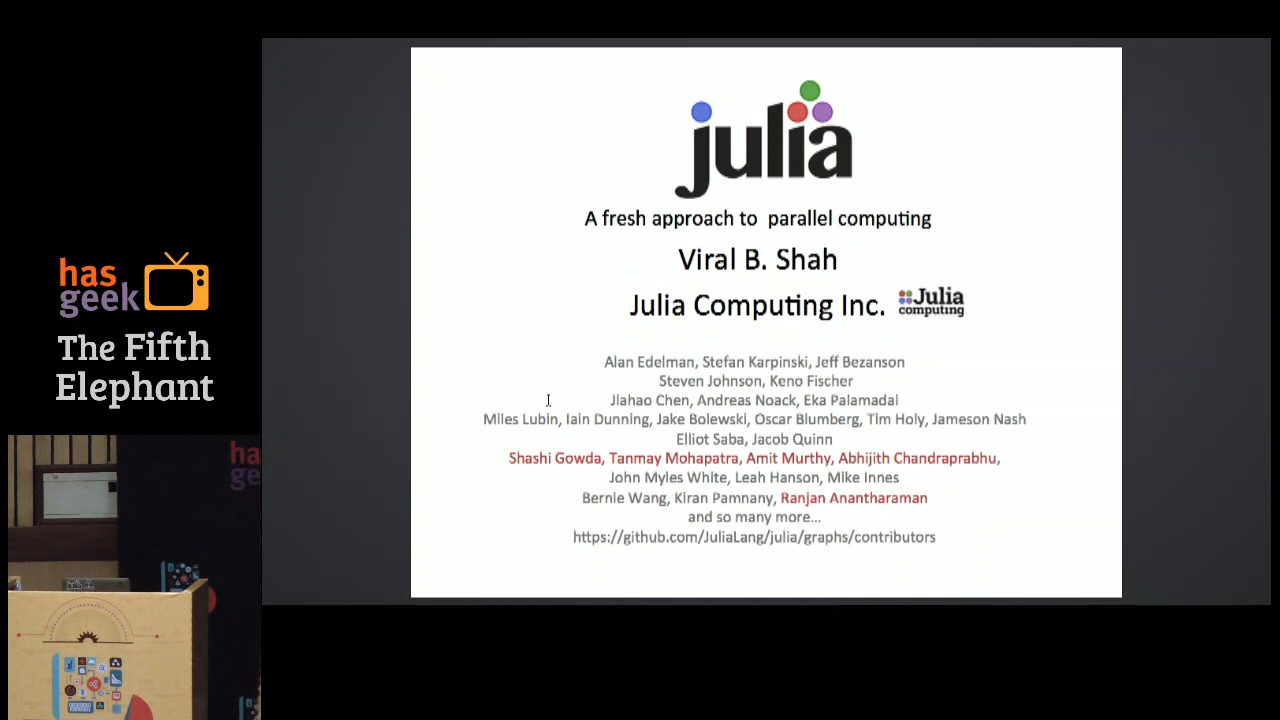 julia
A fresh approach to  parallel computing
Viral B. Shah
Julia Computing Inc.
Julia
computing
Alan Edelman, Stefan Karpinski, Jeff Bezanson
Steven Johnson, Keno Fischer
Jiahao Chen, Andreas Noack, Eka Palamadai
Miles Lubin, Iain Dunning, Jake Bolewski, Oscar Blumberg, Tim Holy, Jameson Nash
Elliot Saba, Jacob Quinn
Shashi Gowda, Tanmay Mohapatra, Amit Murthy, Abhijith Chandraprabhu,
John Myles White, Leah Hanson, Mike Innes
Bernie Wang, Kiran Pamnany, Ranjan Anantharaman
and so many more...
https://github.com/JuliaLang/julia/graphs/contributors
has
geek
The Fifth
Elephant
ha
ge